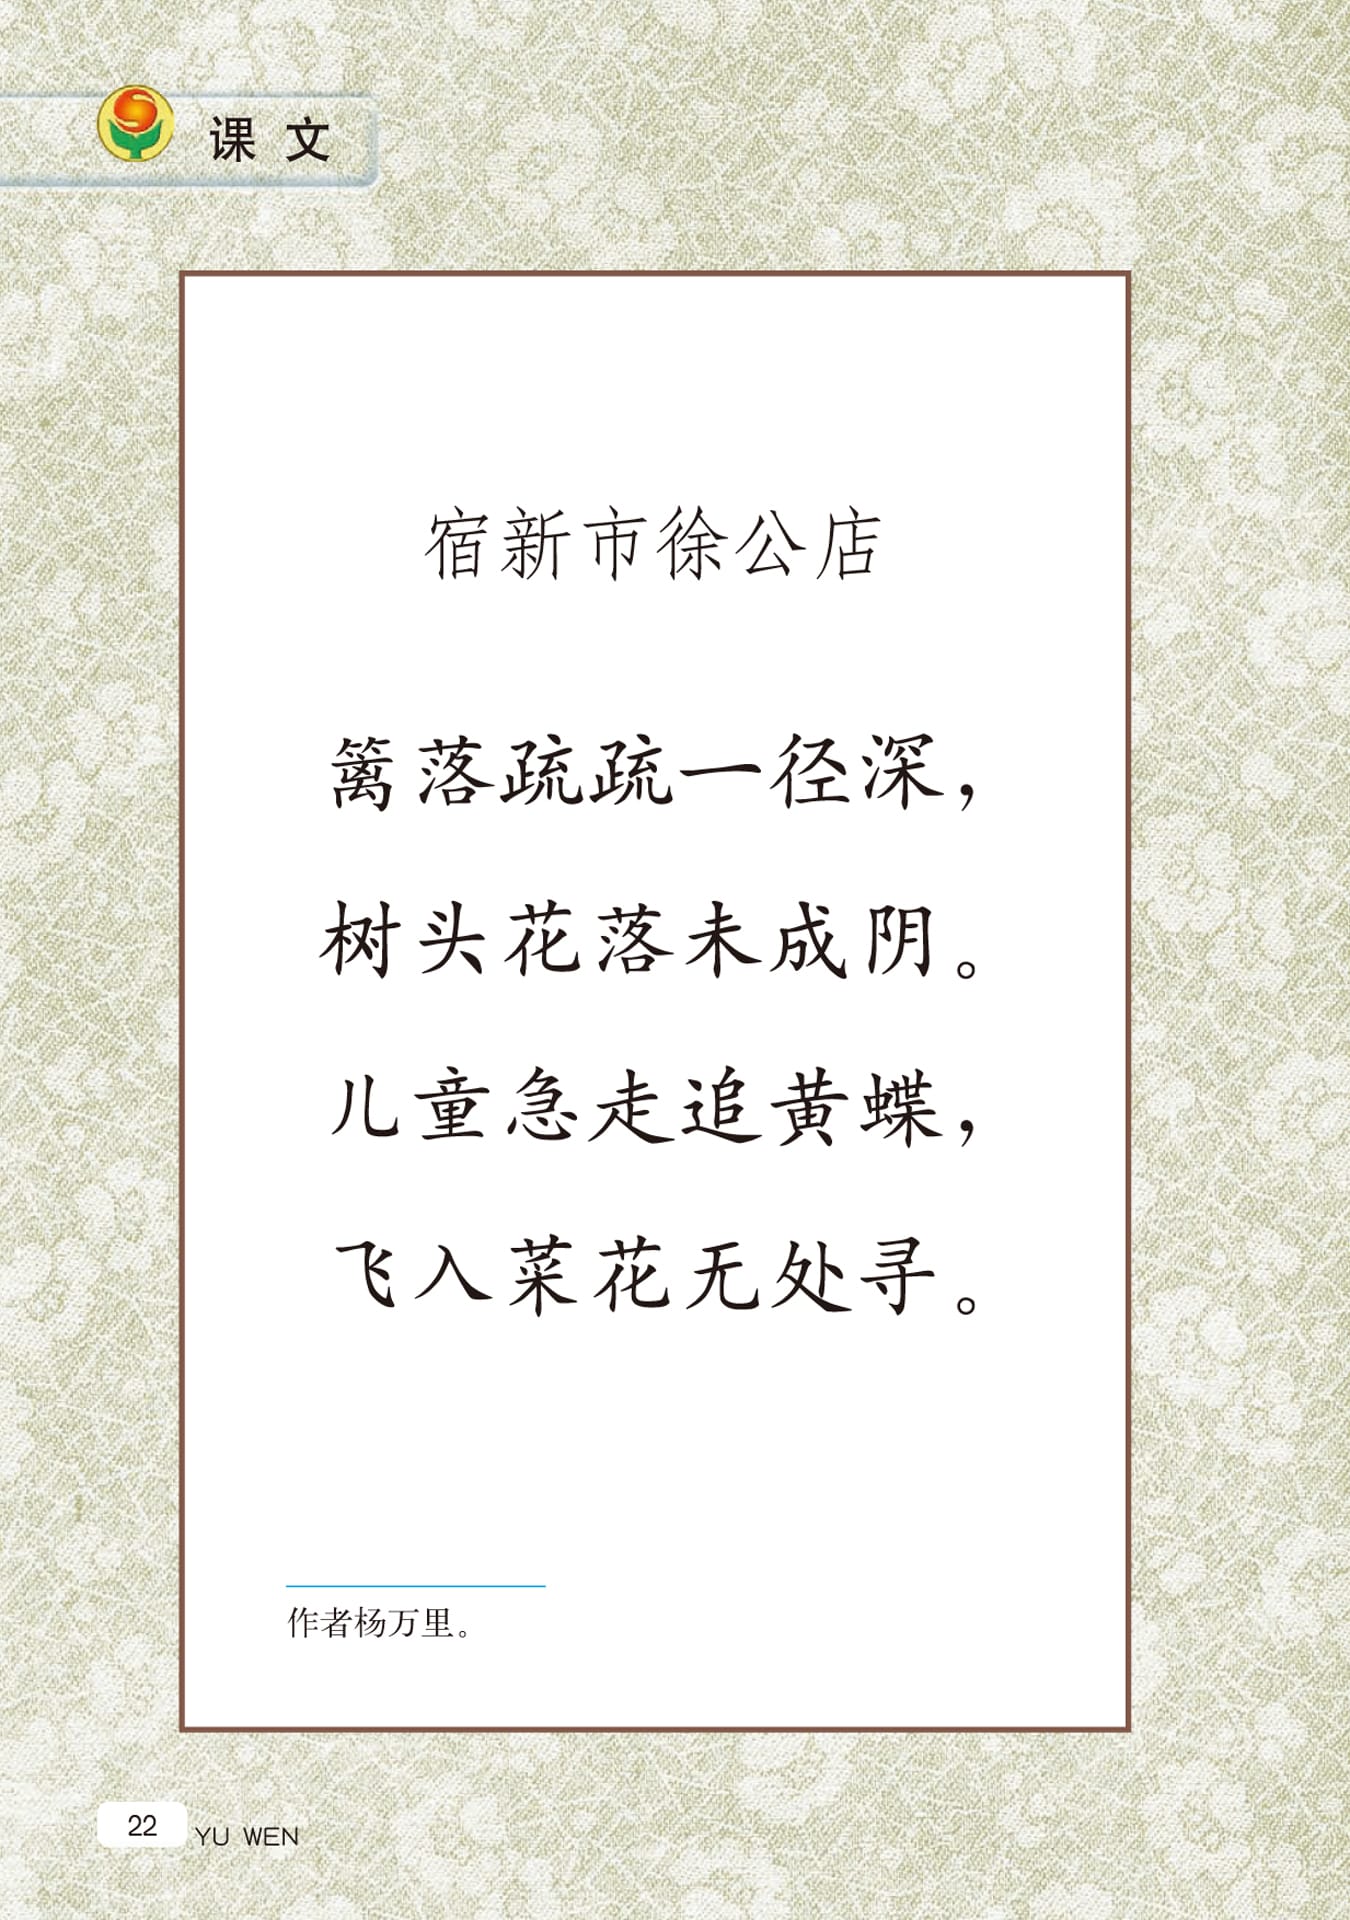 课文
宿新市徐公店
篱落疏疏一径深，
树头花落未成阴。
儿童急走追黄蝶，
飞入菜花无处寻。
作者杨万里。
22
YU WEN